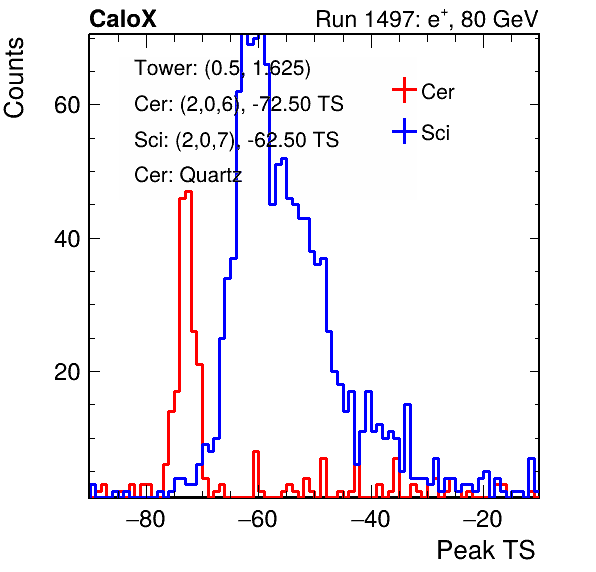 CaloX Run 1497: e⁺, 80 GeV
Counts
Tower: (0.5, 1.625)
Cer: (2,0,6), -72.50 TS
Sci: (2,0,7), -62.50 TS
Cer: Quartz
Cer
Sci
60
40
20
−80 −60 −40 −20
Peak TS